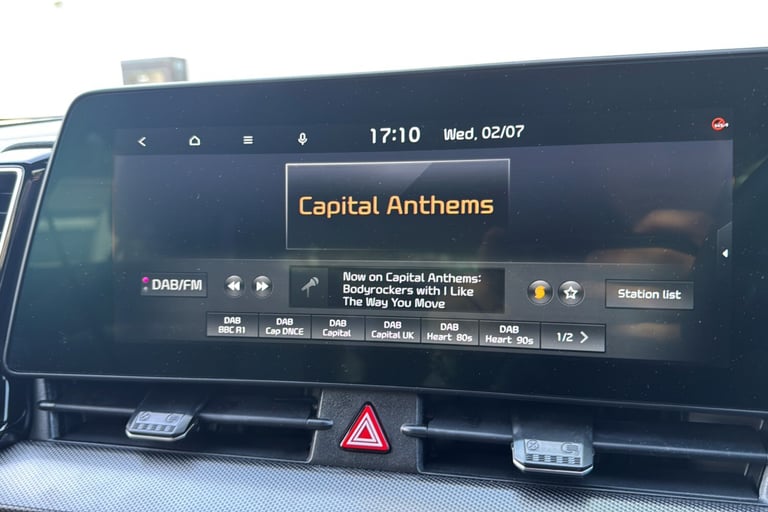 17:10 Wed, 02/07
Capital Anthems
DAB/FM
Now on Capital Anthems:
Bodyrockers with I Like
The Way You Move
Station list
DAB
BBC R1
DAB
Cap DNCE
DAB
Capital
DAB
Capital UK
DAB
Heart 80s
DAB
Heart 90s
1/2